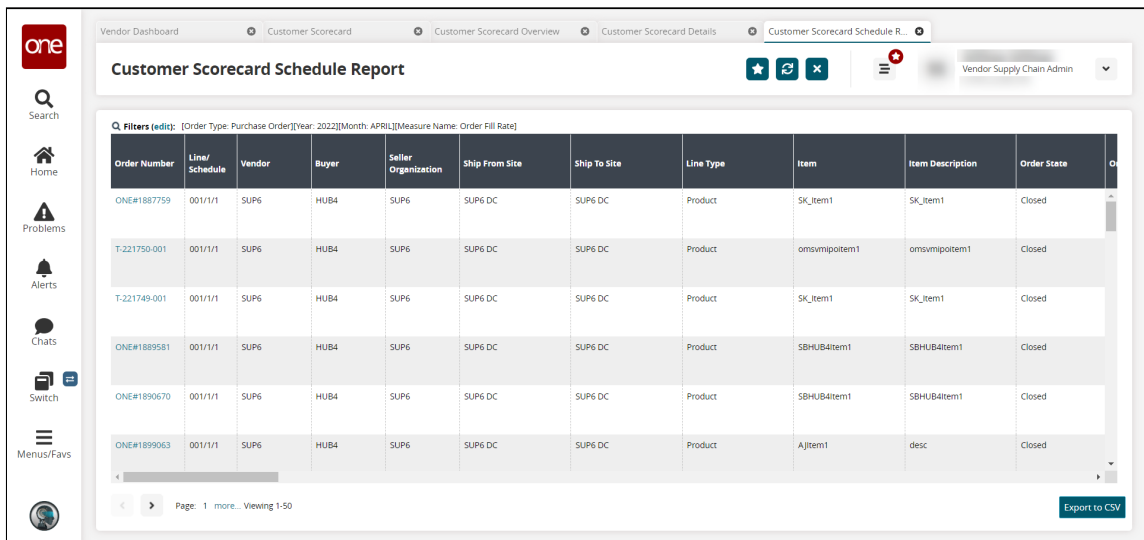 one
Search
Home
Problems
Alerts
Chats
Switch
Menus/Favs
Vendor Dashboard Customer Scorecard Customer Scorecard Overview Customer Scorecard Details Customer Scorecard Schedule R...
Customer Scorecard Schedule Report
Vendor Supply Chain Admin
Filters (edit): [Order Type: Purchase Order][Year: 2022][Month: APRIL][Measure Name: Order Fill Rate]
Order Number Line/ Schedule Vendor Buyer Seller Organization Ship From Site Ship To Site Line Type Item Item Description Order State
ONE#1887759 001/1/1 SUP6 HUB4 SUP6 SUP6 DC SUP6 DC Product SK_Item1 SK_Item1 Closed
T-221750-001 001/1/1 SUP6 HUB4 SUP6 SUP6 DC SUP6 DC Product omsvmipoitem1 omsvmipoitem1 Closed
T-221749-001 001/1/1 SUP6 HUB4 SUP6 SUP6 DC SUP6 DC Product SK_Item1 SK_Item1 Closed
ONE#1889581 001/1/1 SUP6 HUB4 SUP6 SUP6 DC SUP6 DC Product SBHUB4Item1 SBHUB4Item1 Closed
ONE#1890670 001/1/1 SUP6 HUB4 SUP6 SUP6 DC SUP6 DC Product SBHUB4Item1 SBHUB4Item1 Closed
ONE#1899063 001/1/1 SUP6 HUB4 SUP6 SUP6 DC SUP6 DC Product AJItem1 desc Closed
Page: 1 more... Viewing 1-50
Export to CSV